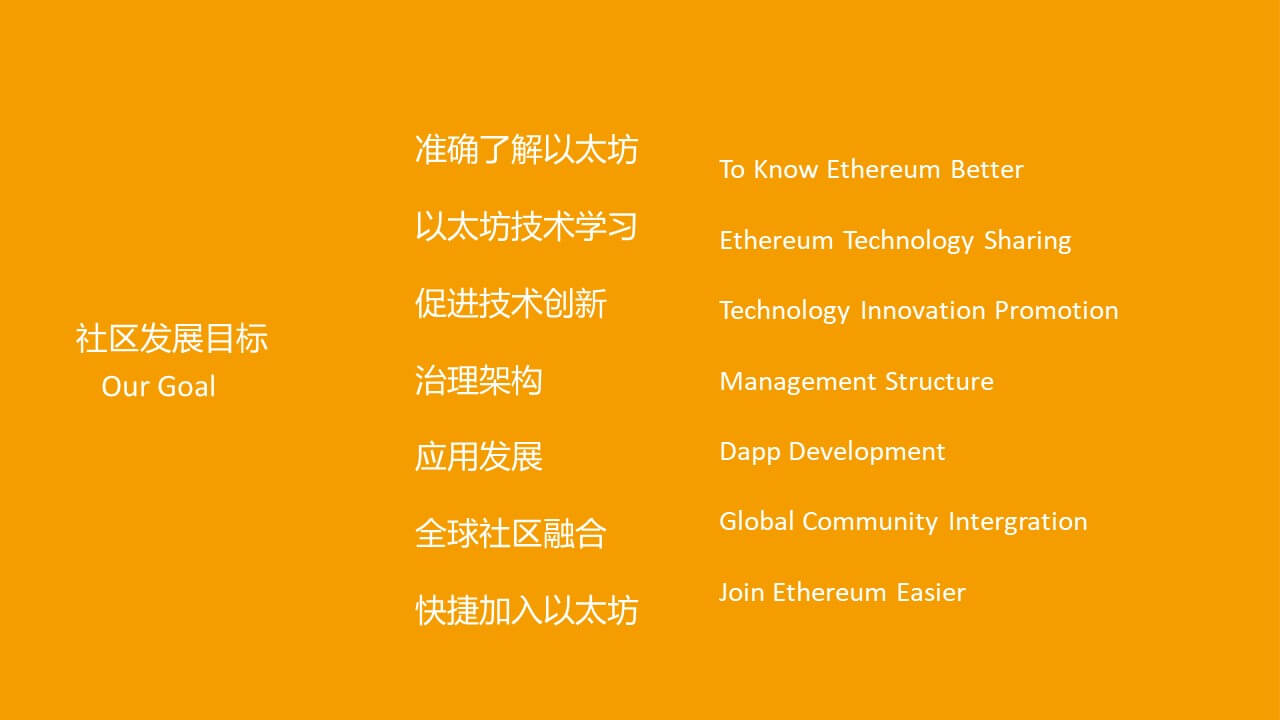 社区发展目标
Our Goal
准确了解以太坊
以太坊技术学习
促进技术创新
治理架构
应用发展
全球社区融合
快捷加入以太坊
To Know Ethereum Better
Ethereum Technology Sharing
Technology Innovation Promotion
Management Structure
Dapp Development
Global Community Intergration
Join Ethereum Easier